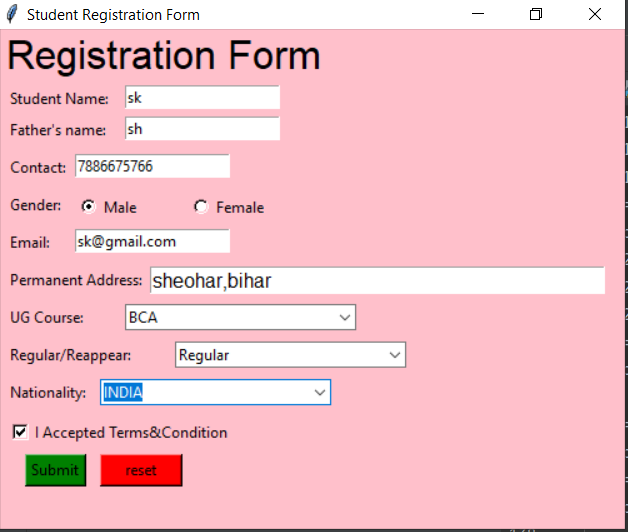 Student Registration Form
Registration Form
Student Name: sk
Father's name: sh
Contact: 7886675766
Gender: Male Female
Email: sk@gmail.com
Permanent Address: sheohar,bihar
UG Course: BCA
Regular/Reappear: Regular
Nationality: INDIA
I Accepted Terms&Condition
Submit reset